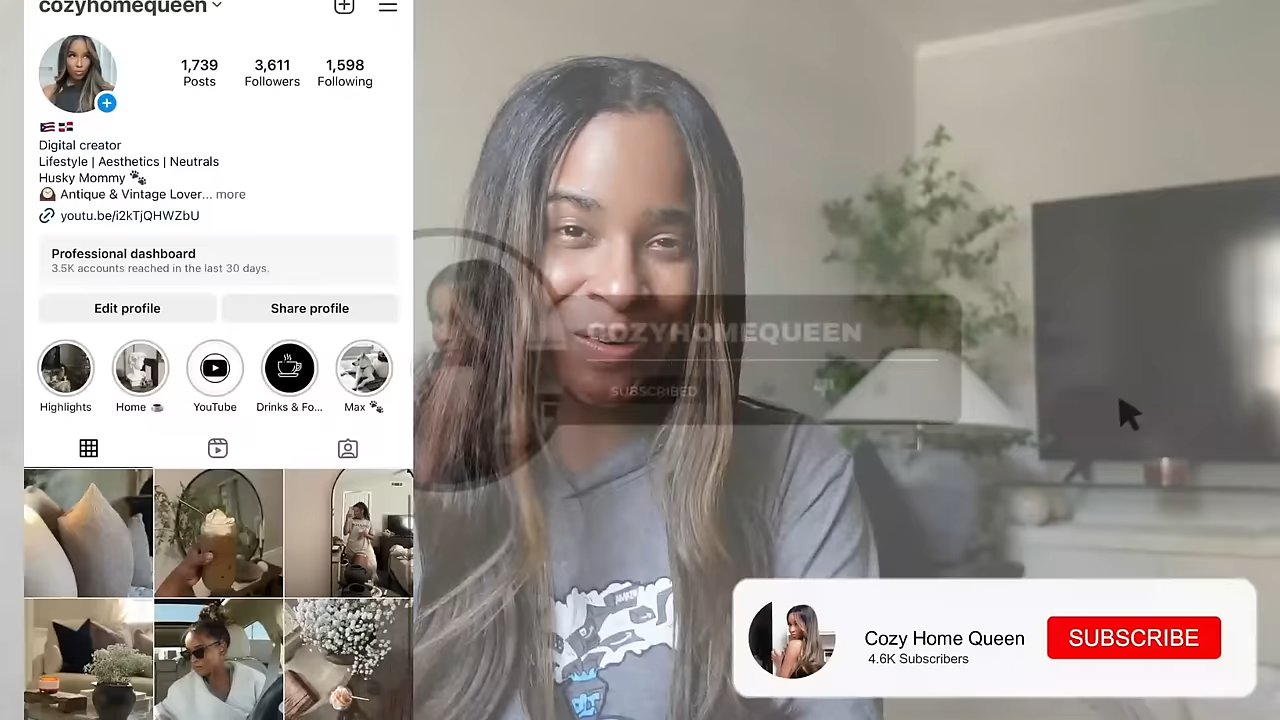 cozyhomequeen
1,739
Posts
3,611
Followers
1,598
Following
Digital creator
Lifestyle | Aesthetics | Neutrals
Husky Mommy
Antique & Vintage Lover... more
youtu.be/i2kTjQHWZbU
Professional dashboard
3.5K accounts reached in the last 30 days.
Edit profile
Share profile
Highlights
Home
YouTube
Drinks & Fo...
Max
COZYHOMEQUEEN
SUBSCRIBED
Cozy Home Queen
4.6K Subscribers
SUBSCRIBE